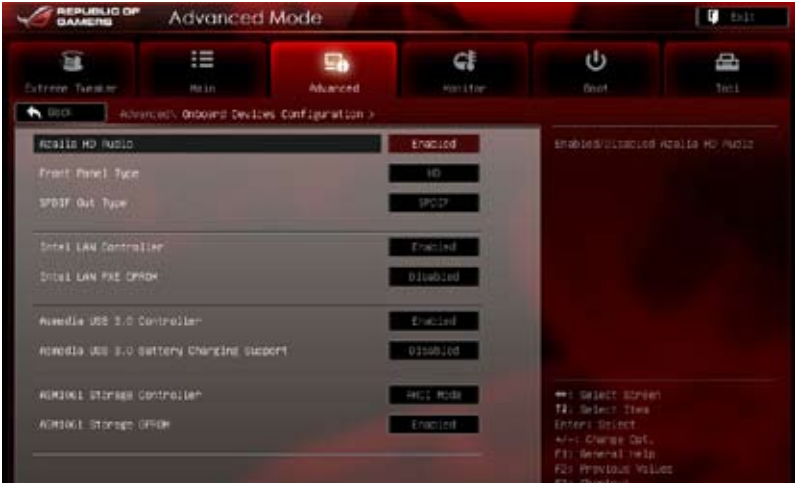 REPUBLIC OF GAMERS
Advanced Mode
Exit
Extreme Tweaker
Main
Advanced
Monitor
Boot
Tool
Back
Advanced\ Onboard Devices Configuration >
Azalia HD Audio
Enabled
Front Panel Type
HD
SPDIF Out Type
SPDIF
Intel LAN Controller
Enabled
Intel LAN PXE OPROM
Disabled
Asmedia USB 3.0 Controller
Enabled
Asmedia USB 3.0 Battery Charging Support
Disabled
ASM1061 Storage Controller
AHCI Mode
ASM1061 Storage OPROM
Enabled
Enabled/Disabled Azalia HD Audio
: Select Screen
: Select Item
Enter: Select
+/-: Change Opt.
F1: General Help
F2: Previous Values